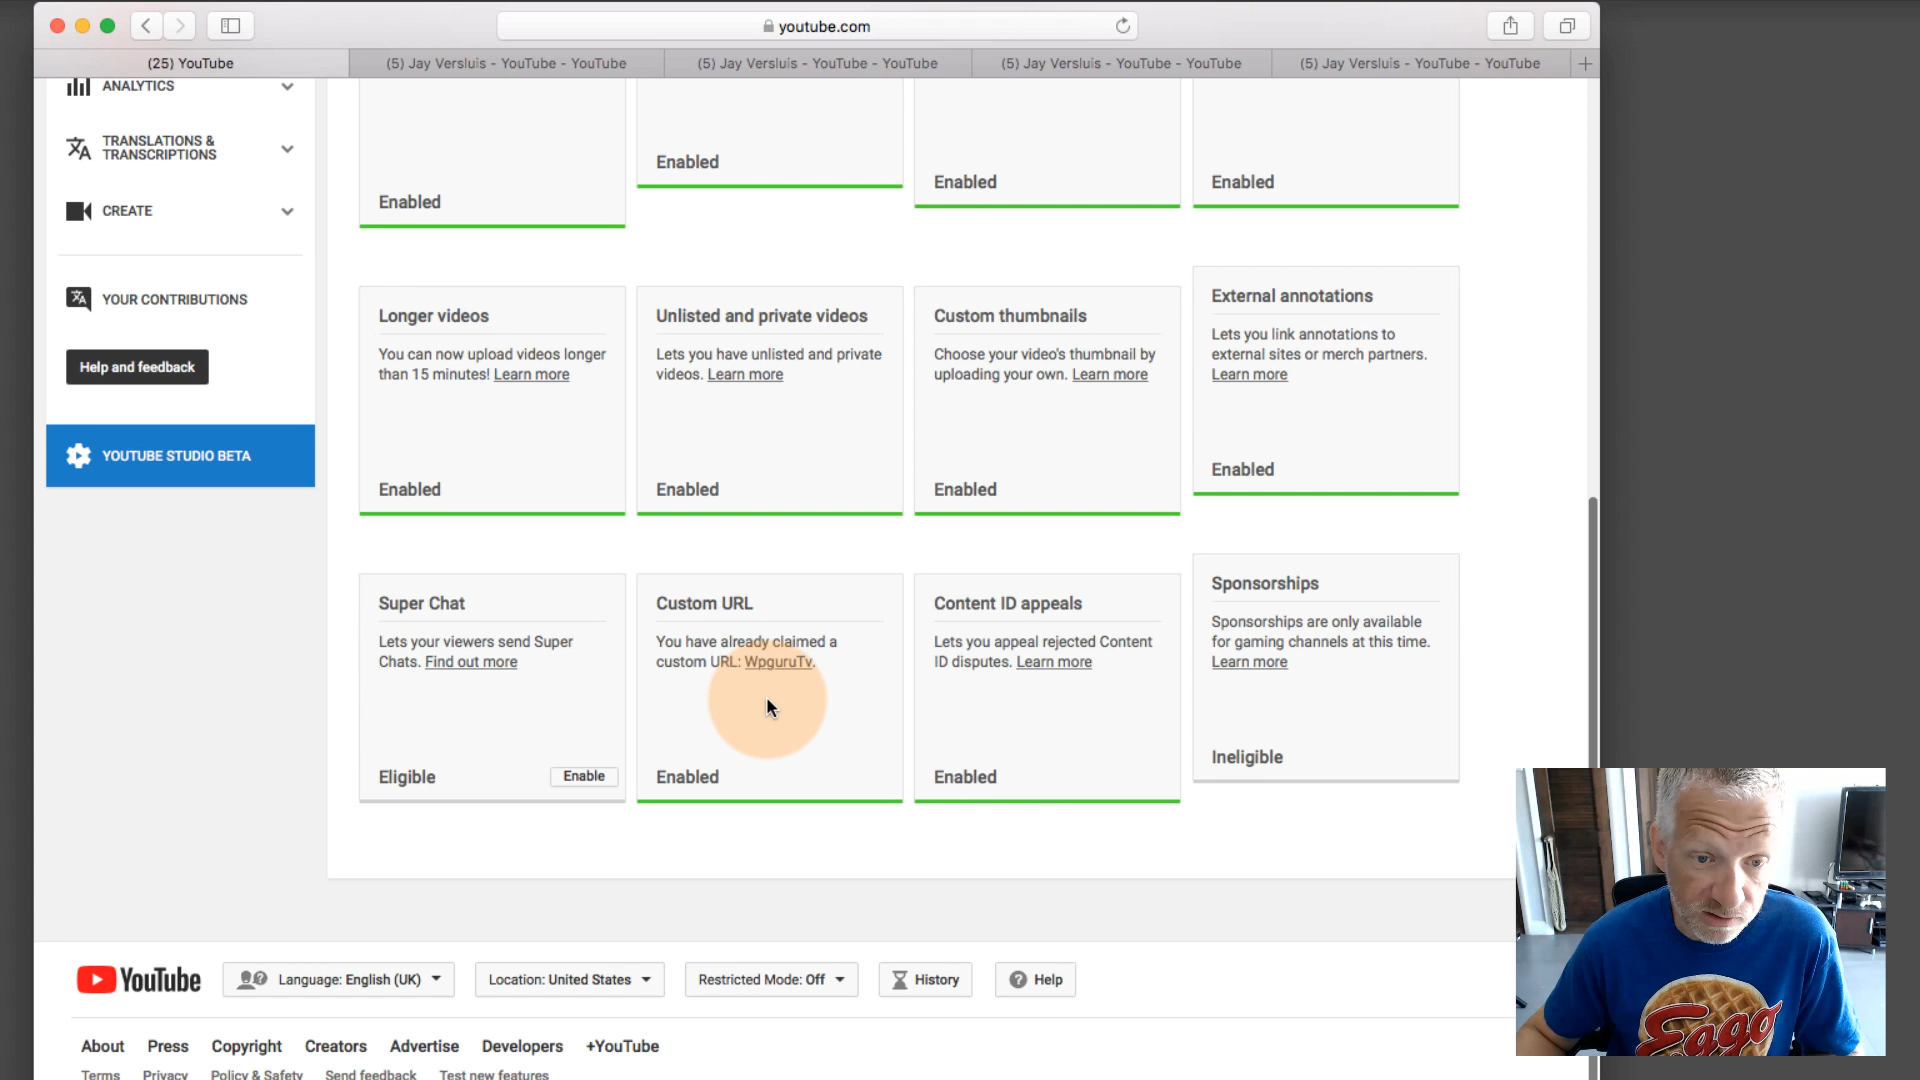 youtube.com
(25) YouTube
(5) Jay Versluis - YouTube - YouTube
(5) Jay Versluis - YouTube - YouTube
(5) Jay Versluis - YouTube - YouTube
(5) Jay Versluis - YouTube - YouTube
ANALYTICS
TRANSLATIONS &
TRANSCRIPTIONS
CREATE
YOUR CONTRIBUTIONS
Help and feedback
YOUTUBE STUDIO BETA
Enabled
Enabled
Enabled
Enabled
Longer videos
You can now upload videos longer
than 15 minutes! Learn more
Enabled
Unlisted and private videos
Lets you have unlisted and private
videos. Learn more
Enabled
Custom thumbnails
Choose your video's thumbnail by
uploading your own. Learn more
Enabled
External annotations
Lets you link annotations to
external sites or merch partners.
Learn more
Enabled
Super Chat
Lets your viewers send Super
Chats. Find out more
Eligible
Enable
Custom URL
You have already claimed a
custom URL: WpguruTv.
Enabled
Content ID appeals
Lets you appeal rejected Content
ID disputes. Learn more
Enabled
Sponsorships
Sponsorships are only available
for gaming channels at this time.
Learn more
Ineligible
YouTube
Language: English (UK)
Location: United States
Restricted Mode: Off
History
Help
About Press Copyright Creators Advertise Developers +YouTube
Terms Privacy Policy & Safety Send feedback Test new features
Eggo